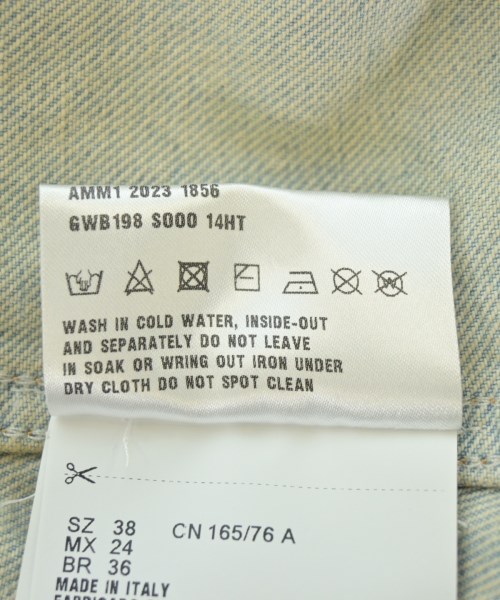 AMM1 2023 1856
GWB198 S000 14HT
W
WASH IN COLD WATER, INSIDE-OUT
AND SEPARATELY DO NOT LEAVE
IN SOAK OR WRING OUT IRON UNDER
DRY CLOTH DO NOT SPOT CLEAN
SZ 38 CN 165/76 A
MX 24
BR 36
MADE IN ITALY